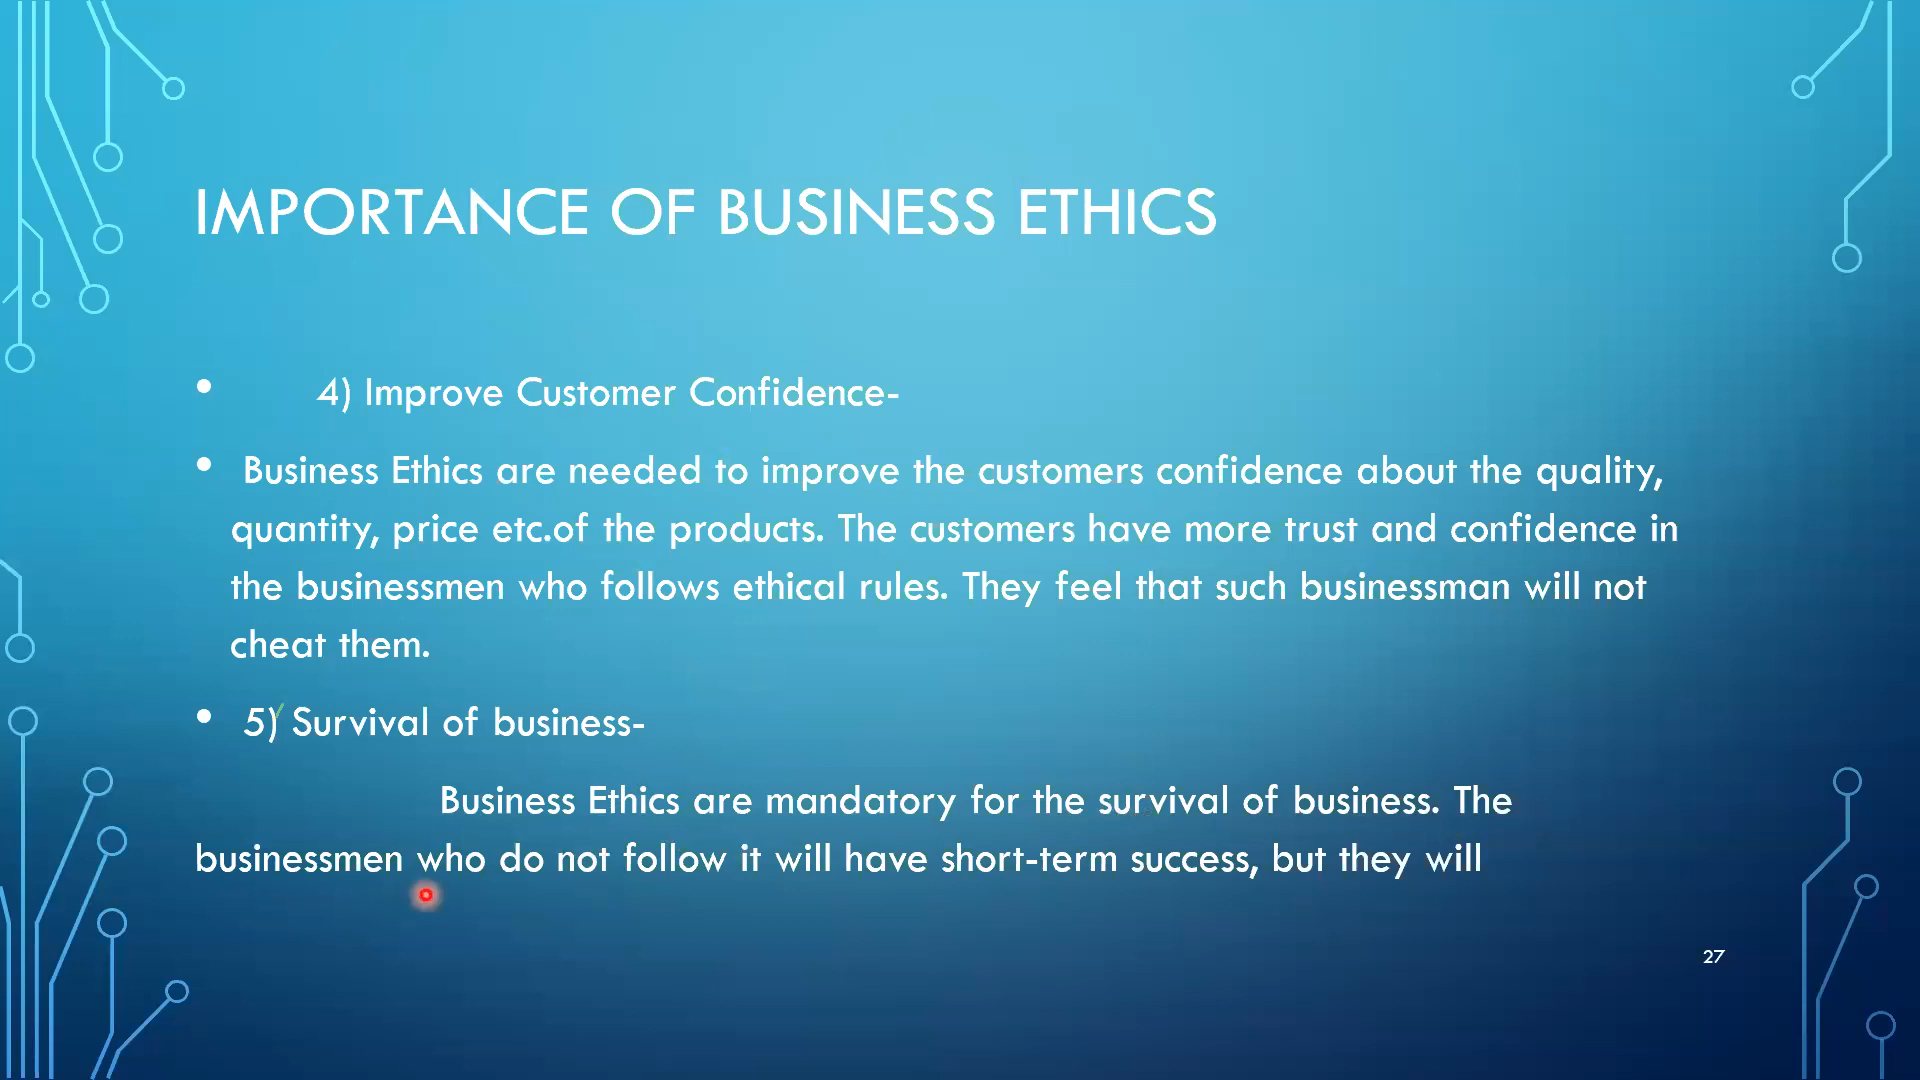 IMPORTANCE OF BUSINESS ETHICS
• 4) Improve Customer Confidence-
• Business Ethics are needed to improve the customers confidence about the quality,
quantity, price etc.of the products. The customers have more trust and confidence in
the businessmen who follows ethical rules. They feel that such businessman will not
cheat them.
• 5) Survival of business-
Business Ethics are mandatory for the survival of business. The
businessmen who do not follow it will have short-term success, but they will
27